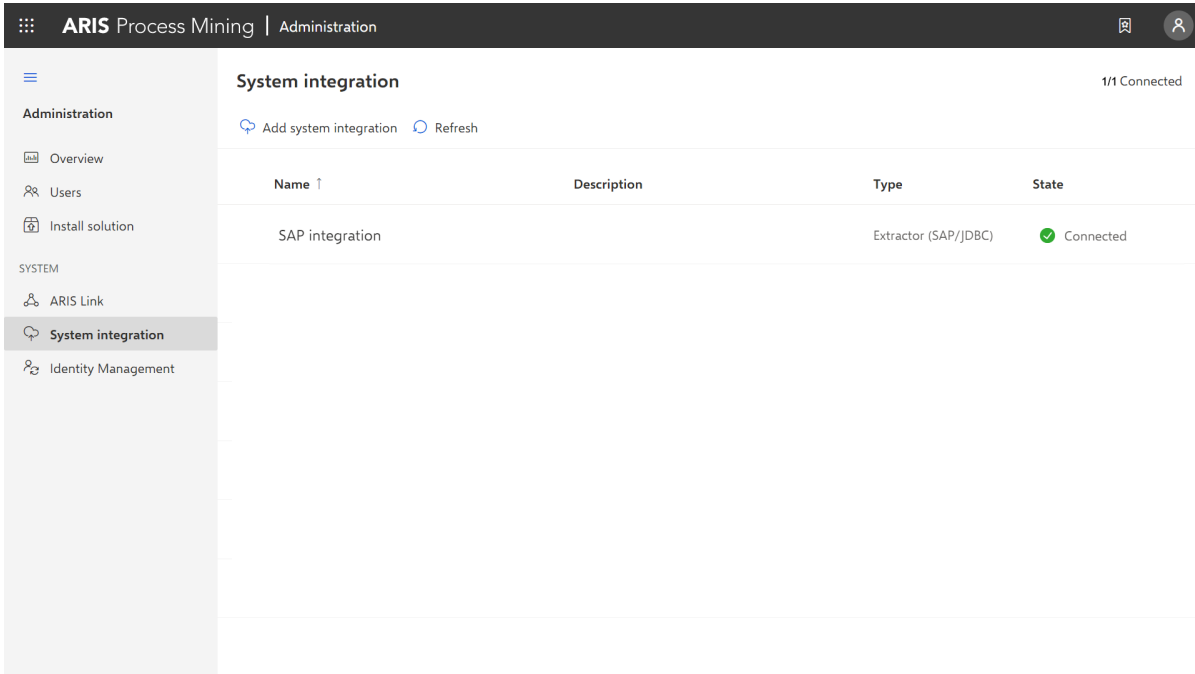 ARIS Process Mining | Administration
Administration
Overview
Users
Install solution
SYSTEM
ARIS Link
System integration
Identity Management
System integration
1/1 Connected
Add system integration Refresh
Name ↑ Description Type State
SAP integration Extractor (SAP/JDBC) Connected